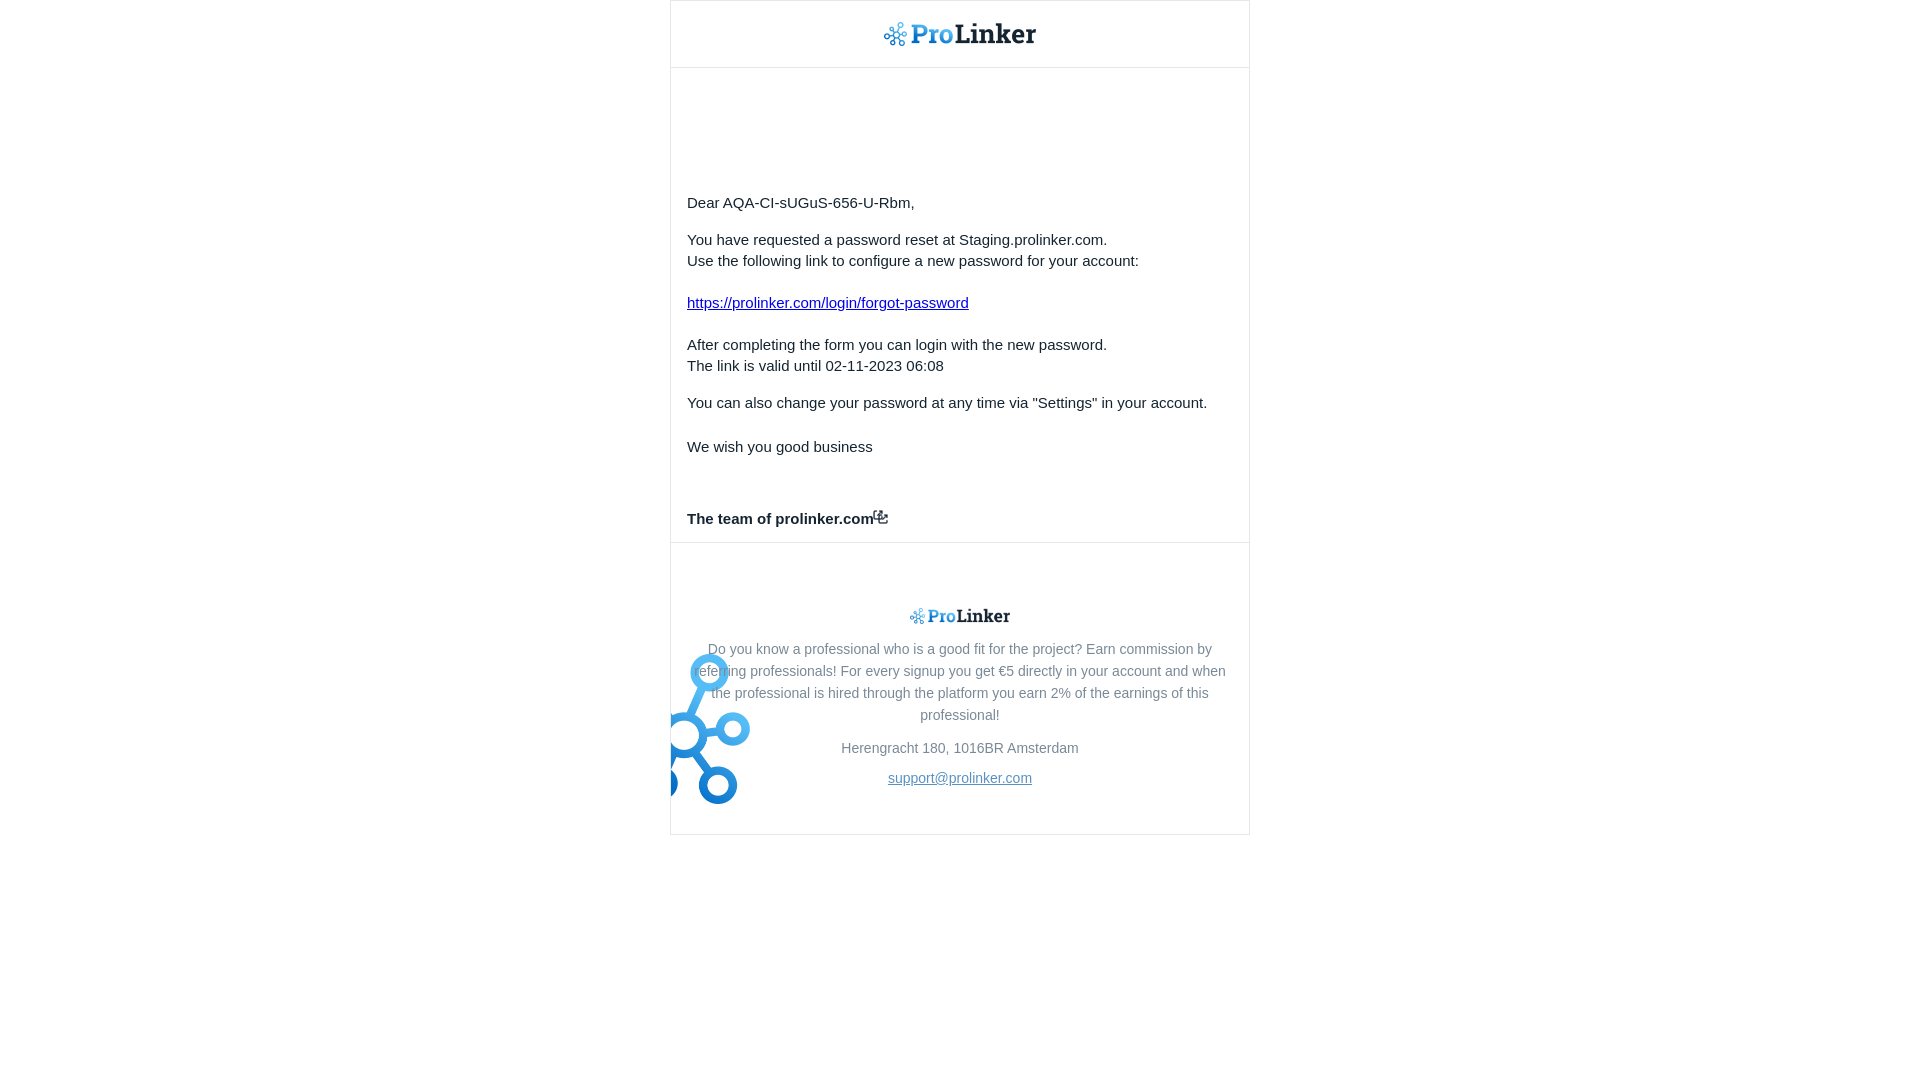 ProLinker
Dear AQA-CI-sUGuS-656-U-Rbm,
You have requested a password reset at Staging.prolinker.com.
Use the following link to configure a new password for your account:
https://prolinker.com/login/forgot-password
After completing the form you can login with the new password.
The link is valid until 02-11-2023 06:08
You can also change your password at any time via "Settings" in your account.
We wish you good business
The team of prolinker.com
ProLinker
Do you know a professional who is a good fit for the project? Earn commission by
referring professionals! For every signup you get €5 directly in your account and when
the professional is hired through the platform you earn 2% of the earnings of this
professional!
Herengracht 180, 1016BR Amsterdam
support@prolinker.com